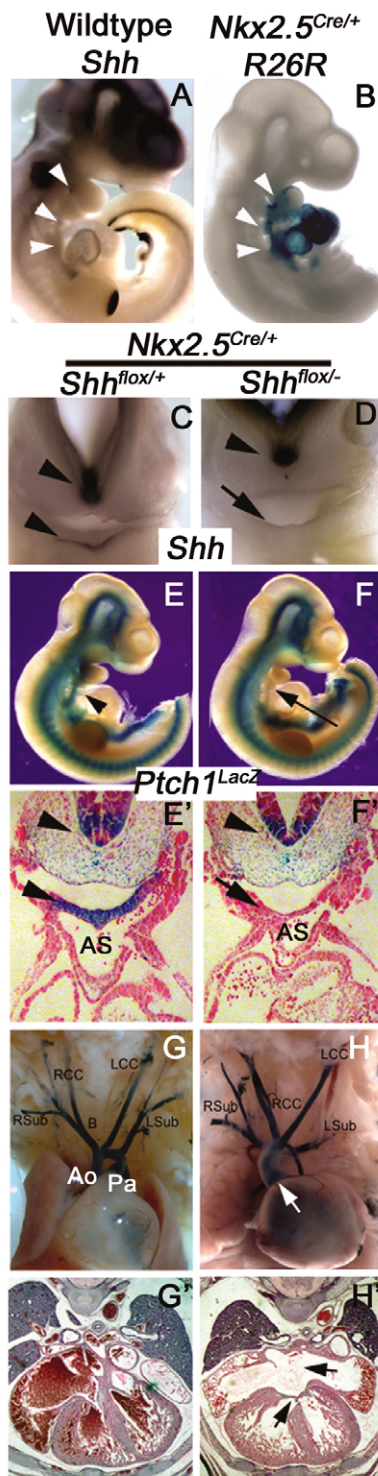 Wildtype Nkx2.5Cre/+
Shh R26R
A B
Nkx2.5Cre/+
Shhflox/+ Shhflox/-
C D
Shh
E F
Ptch1LacZ
E' F'
AS AS
G H
RCC LCC LCC
RSub B LSub RSub RCC LSub
Ao Pa
G' H'